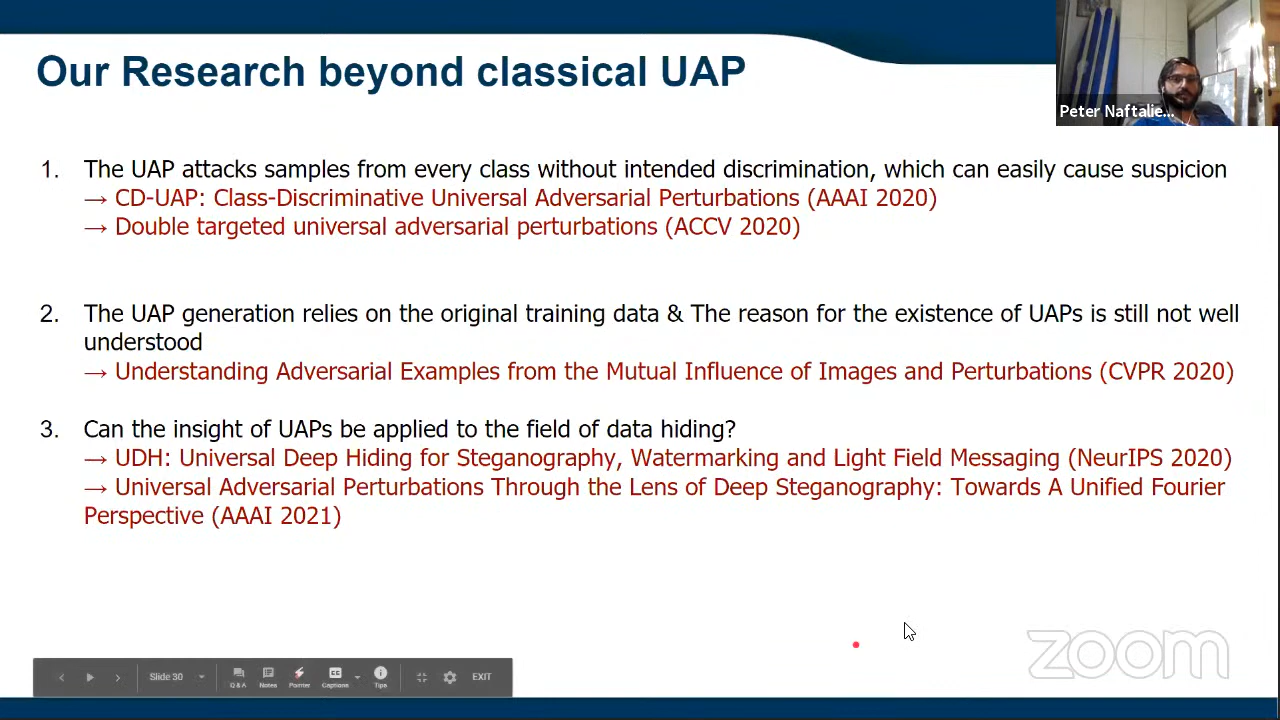 Our Research beyond classical UAP
Peter Naftalie...
1. The UAP attacks samples from every class without intended discrimination, which can easily cause suspicion
→ CD-UAP: Class-Discriminative Universal Adversarial Perturbations (AAAI 2020)
→ Double targeted universal adversarial perturbations (ACCV 2020)
2. The UAP generation relies on the original training data & The reason for the existence of UAPs is still not well
understood
→ Understanding Adversarial Examples from the Mutual Influence of Images and Perturbations (CVPR 2020)
3. Can the insight of UAPs be applied to the field of data hiding?
→ UDH: Universal Deep Hiding for Steganography, Watermarking and Light Field Messaging (NeurIPS 2020)
→ Universal Adversarial Perturbations Through the Lens of Deep Steganography: Towards A Unified Fourier
Perspective (AAAI 2021)
zoom
Slide 30
CC
Q & A Notes Pointer Captions Tips EXIT